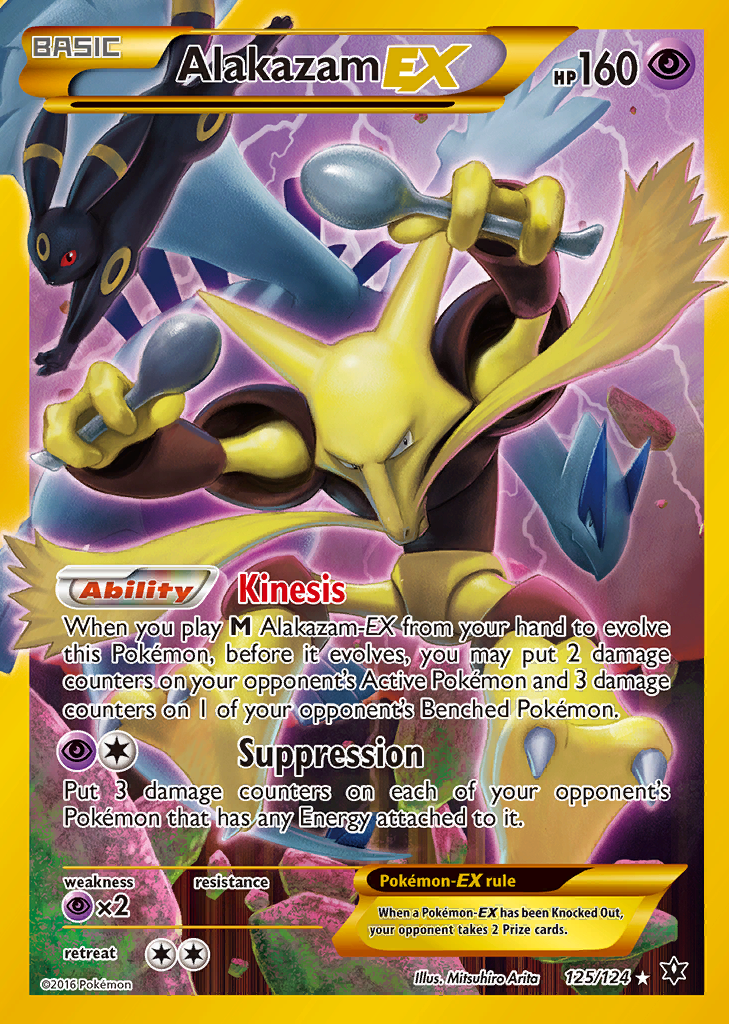 BASIC
Alakazam EX
HP160
Ability Kinesis
When you play M Alakazam-EX from your hand to evolve
this Pokémon, before it evolves, you may put 2 damage
counters on your opponent's Active Pokémon and 3 damage
counters on 1 of your opponent's Benched Pokémon.
Suppression
Put 3 damage counters on each of your opponent's
Pokémon that has any Energy attached to it.
weakness resistance
×2
retreat
Pokémon-EX rule
When a Pokémon-EX has been Knocked Out,
your opponent takes 2 Prize cards.
©2016 Pokémon
Illus. Mitsuhiro Arita
125/124 ★